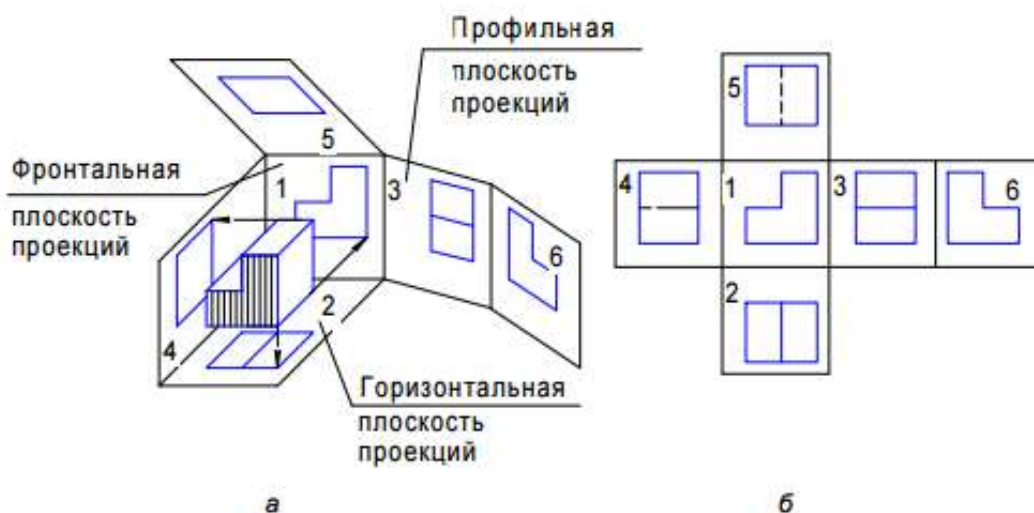 Профильная
плоскость
проекций
5
Фронтальная
плоскость
проекций
1
3
6
2
4
Горизонтальная
плоскость
проекций
а
5
4
1
3
6
2
б